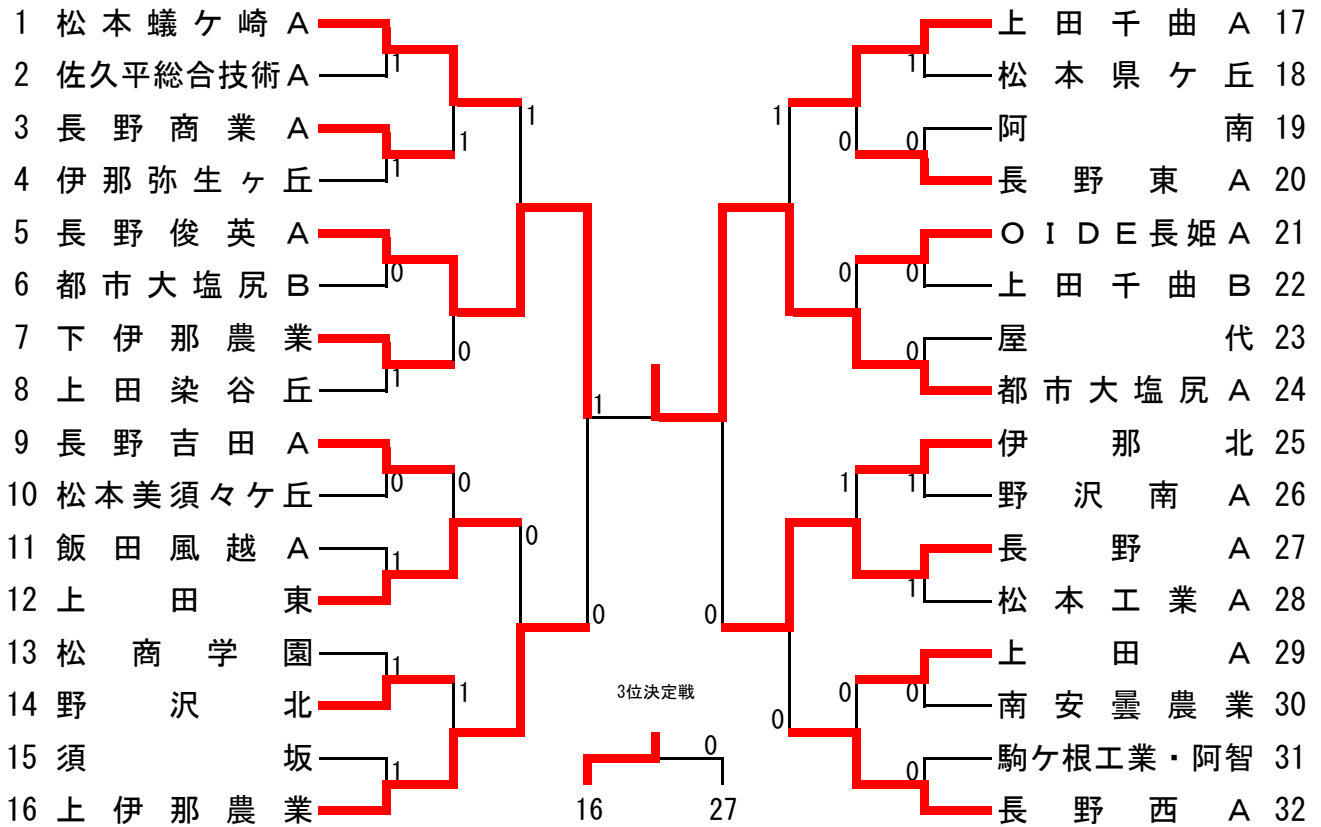 1 松本蟻ケ崎A
2 佐久平総合技術A
3 長野商業A
4 伊那弥生ヶ丘
5 長野俊英A
6 都市大塩尻B
7 下伊那農業
8 上田染谷丘
9 長野吉田A
10 松本美須々ケ丘
11 飯田風越A
12 上田東
13 松商学園
14 野沢北
15 須坂
16 上伊那農業
1
1
0
1
0
1
1
1
1
0
0
1
1
0
1
0
0
上田千曲A 17
松本県ケ丘 18
阿南 19
長野東A 20
OIDE長姫A 21
上田千曲B 22
屋代 23
都市大塩尻A 24
伊那北 25
野沢南A 26
長野A 27
松本工業A 28
上田A 29
南安曇農業 30
駒ケ根工業・阿智 31
長野西A 32
1
0
0
0
1
1
0
0
0
0
1
0
1
0
0
3位決定戦
0
16 27